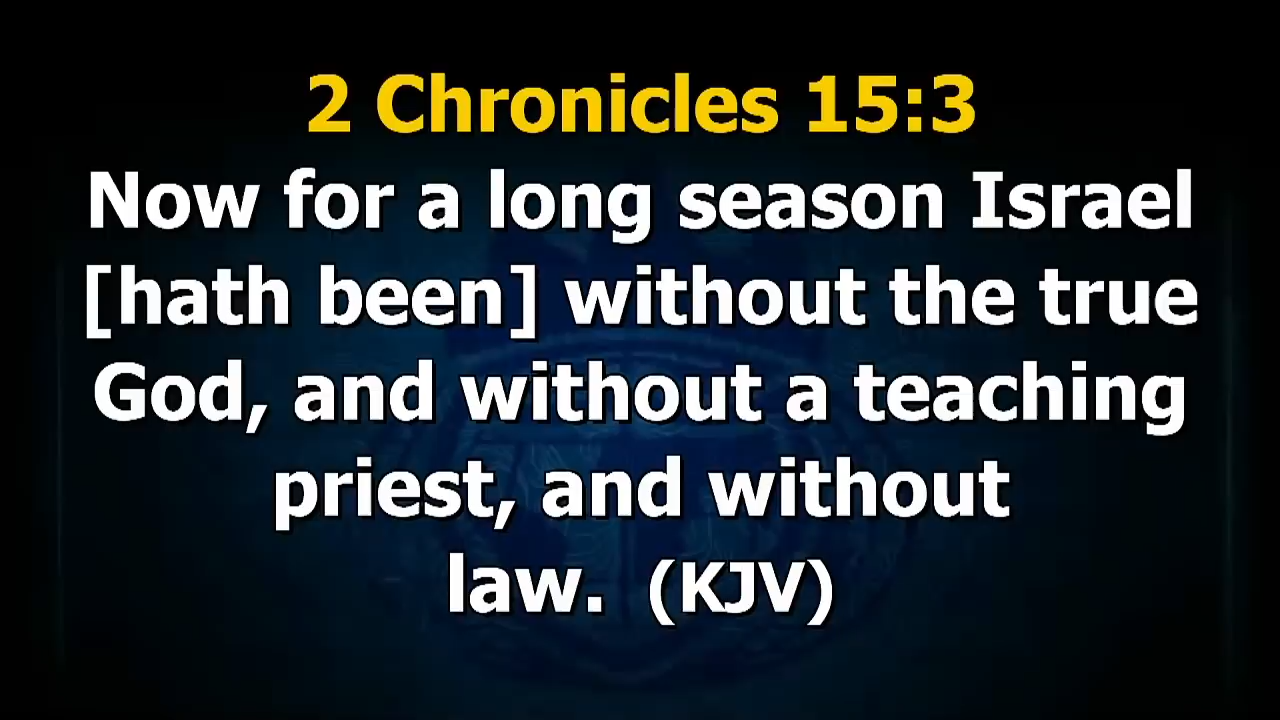 2 Chronicles 15:3
Now for a long season Israel
[hath been] without the true
God, and without a teaching
priest, and without
law.  (KJV)